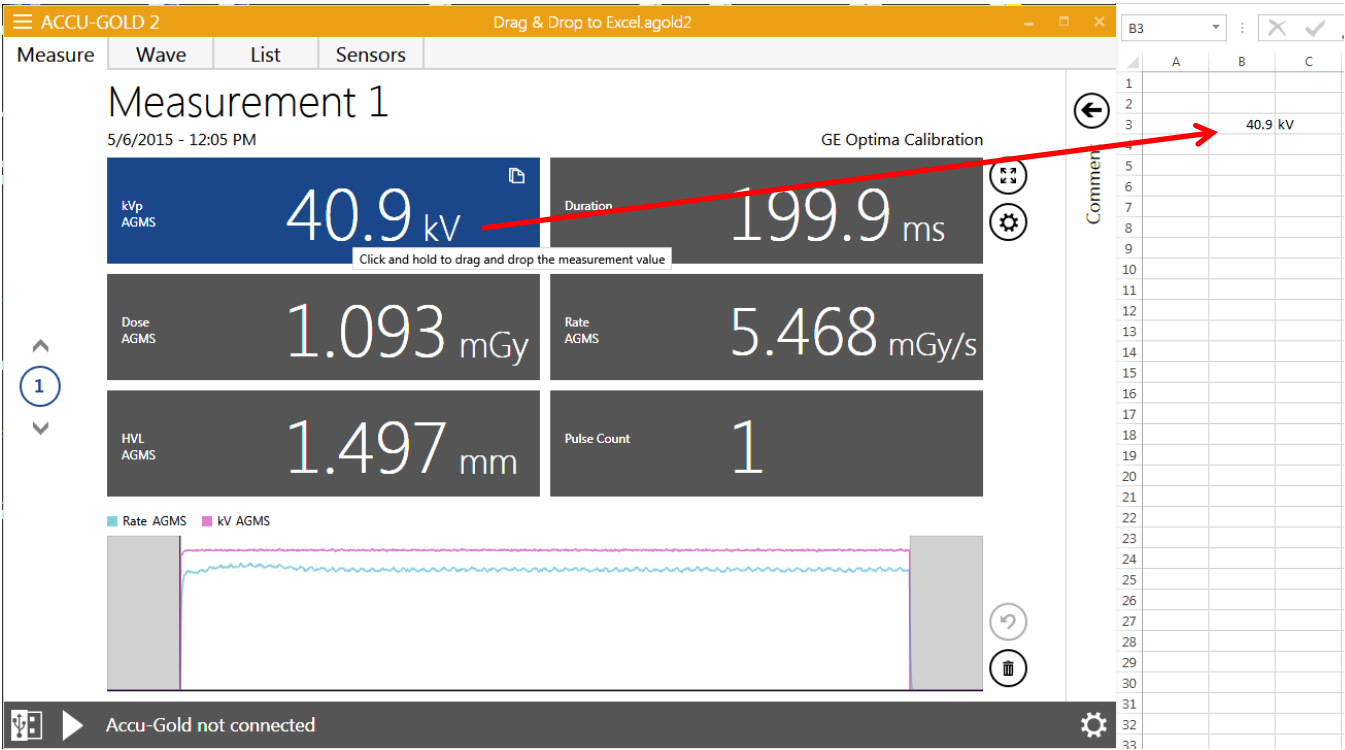 ACCU-GOLD 2
Drag & Drop to Excel.agold2
Measure Wave List Sensors
Measurement 1
5/6/2015 - 12:05 PM
GE Optima Calibration
kVp
AGMS
40.9 kV
Click and hold to drag and drop the measurement value
Duration
199.9 ms
Dose
AGMS
1.093 mGy
Rate
AGMS
5.468 mGy/s
HVL
AGMS
1.497 mm
Pulse Count
1
1
Rate AGMS kV AGMS
Comment
Accu-Gold not connected
B3
A B C
1
2
3 40.9 kV
4
5
6
7
8
9
10
11
12
13
14
15
16
17
18
19
20
21
22
23
24
25
26
27
28
29
30
31
32
33